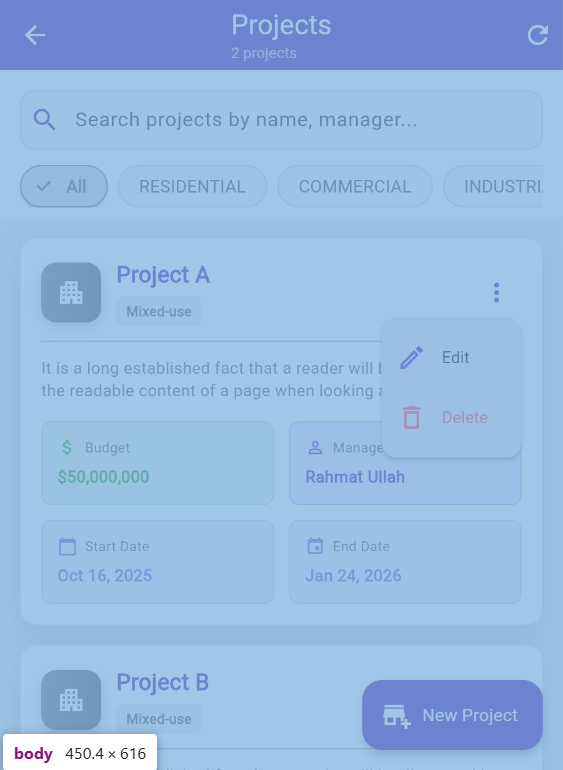 Projects
2 projects
Search projects by name, manager...
All RESIDENTIAL COMMERCIAL INDUSTRI
Project A
Mixed-use
It is a long established fact that a reader will
the readable content of a page when looking
Edit
Delete
Budget
$50,000,000
Manage
Rahmat Ullah
Start Date
Oct 16, 2025
End Date
Jan 24, 2026
Project B
Mixed-use
New Project
body 450.4 × 616